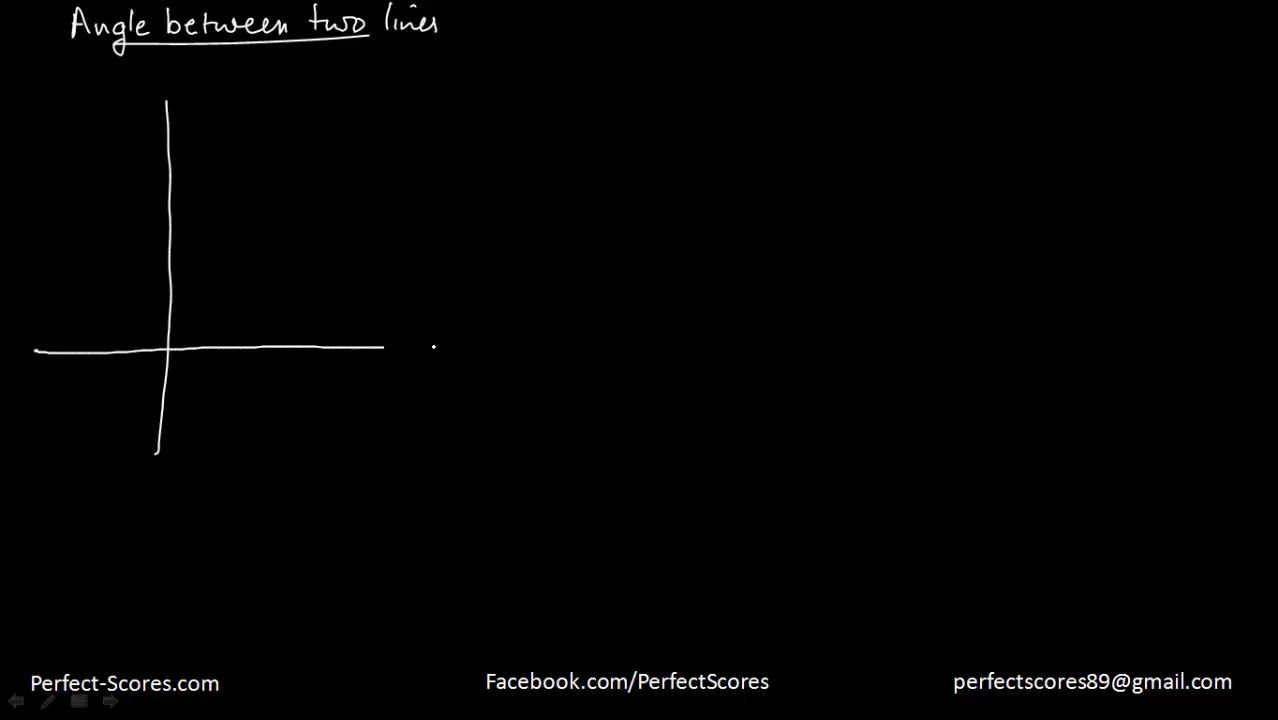 Angle between two lines
Perfect-Scores.com
Facebook.com/PerfectScores
perfectscores89@gmail.com